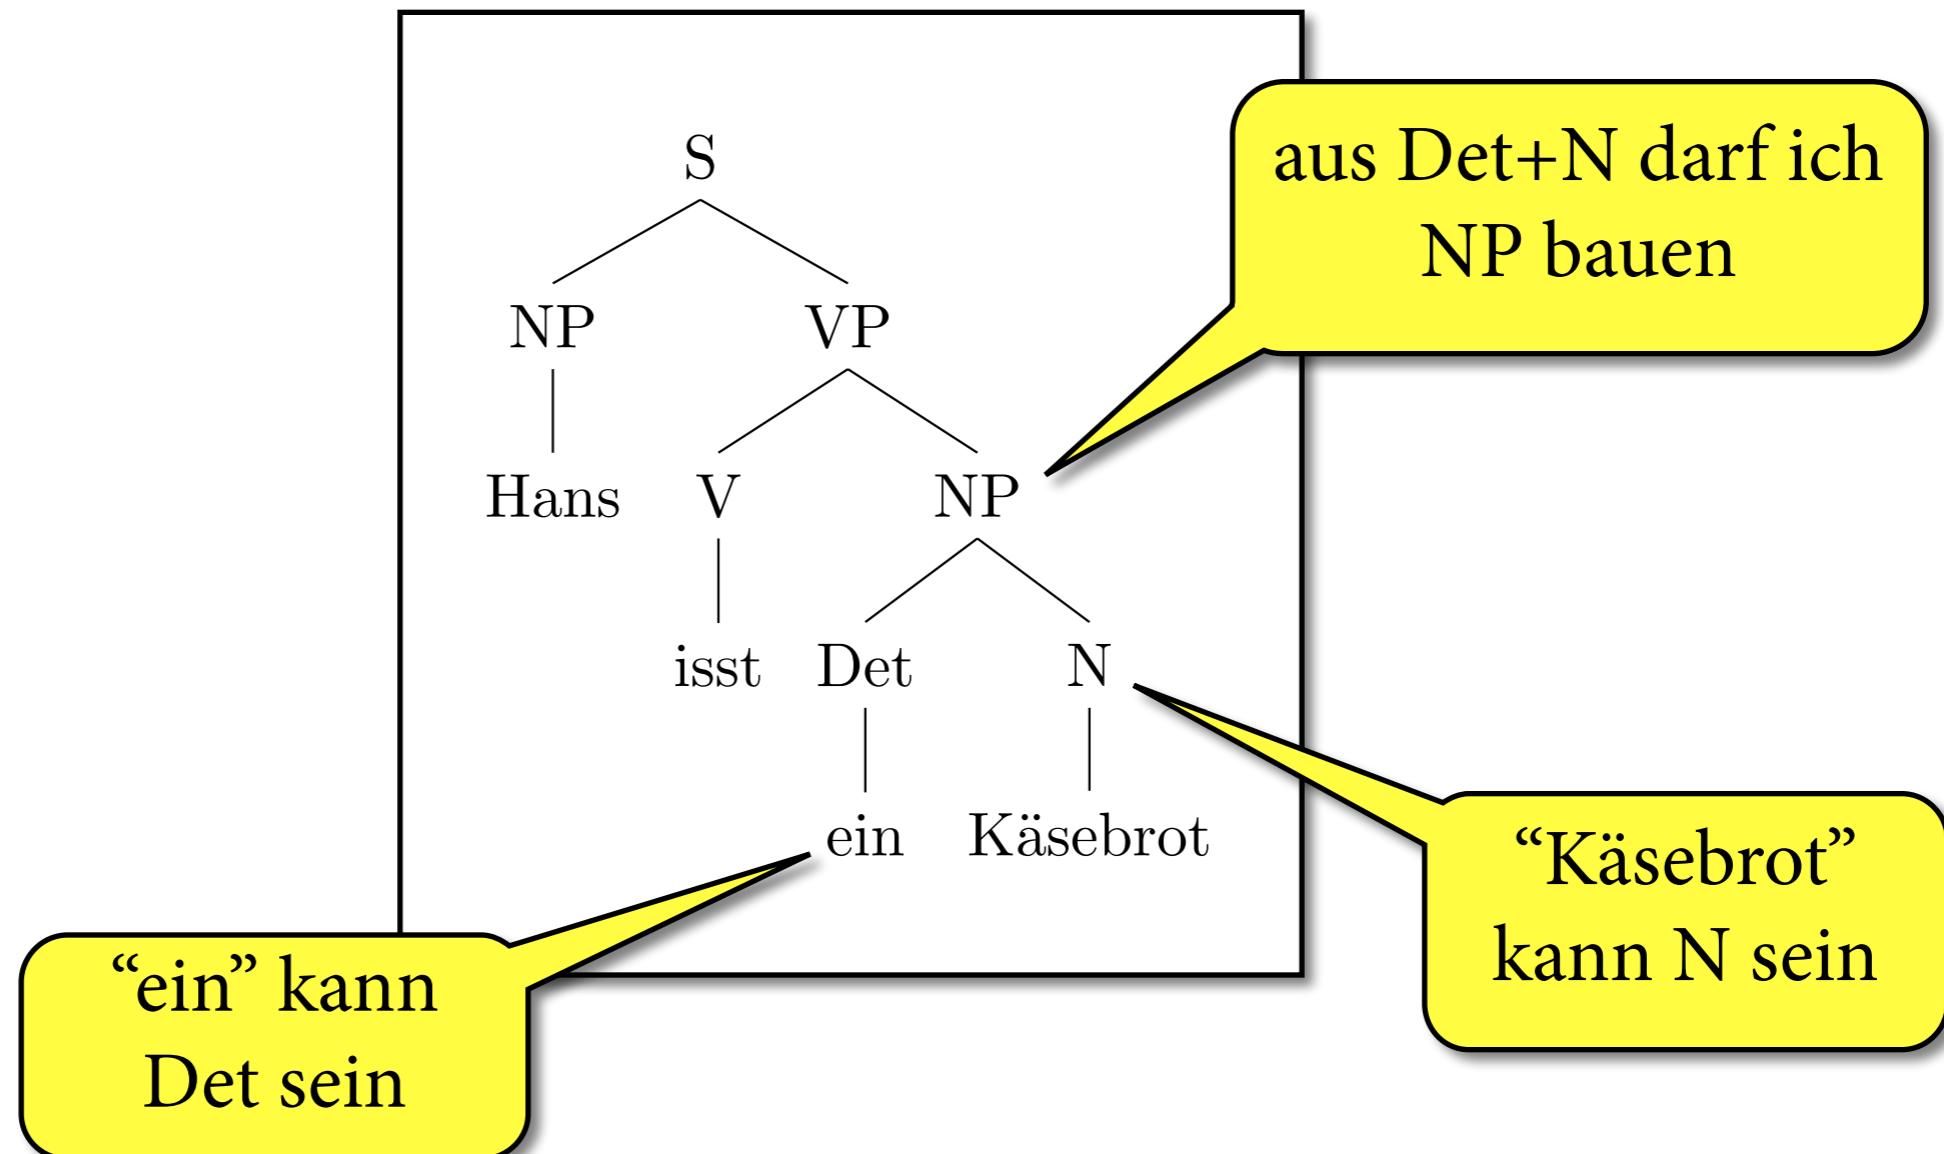 S
aus Det+N darf ich
NP bauen
NP VP
Hans V NP
isst Det N
ein Käsebrot
“Käsebrot”
kann N sein
“ein” kann
Det sein